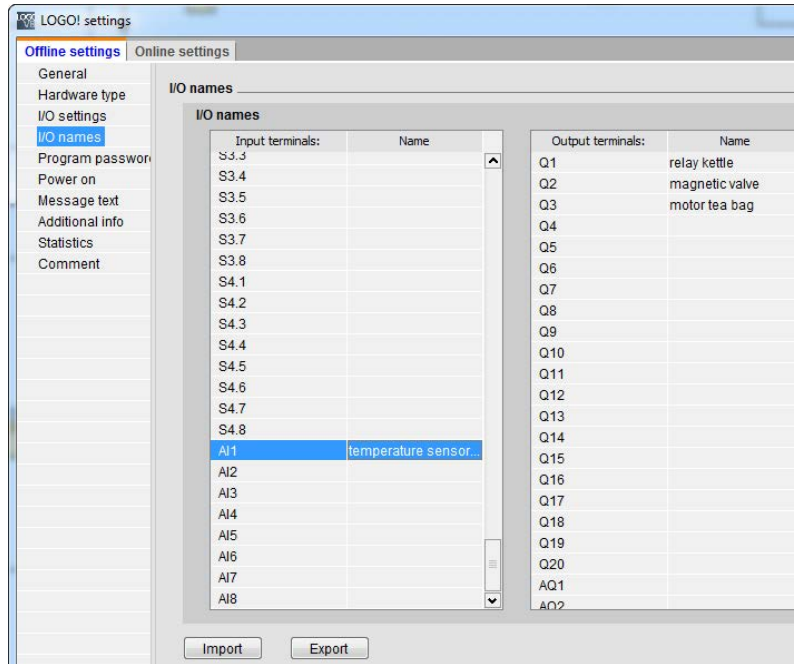 LOGO! settings
Offline settings Online settings
General
Hardware type
I/O settings
I/O names
Program passwor
Power on
Message text
Additional info
Statistics
Comment
I/O names
I/O names
Input terminals: Name
S3.3
S3.4
S3.5
S3.6
S3.7
S3.8
S4.1
S4.2
S4.3
S4.4
S4.5
S4.6
S4.7
S4.8
AI1 temperature sensor...
AI2
AI3
AI4
AI5
AI6
AI7
AI8
Output terminals: Name
Q1 relay kettle
Q2 magnetic valve
Q3 motor tea bag
Q4
Q5
Q6
Q7
Q8
Q9
Q10
Q11
Q12
Q13
Q14
Q15
Q16
Q17
Q18
Q19
Q20
AQ1
AQ2
Import Export